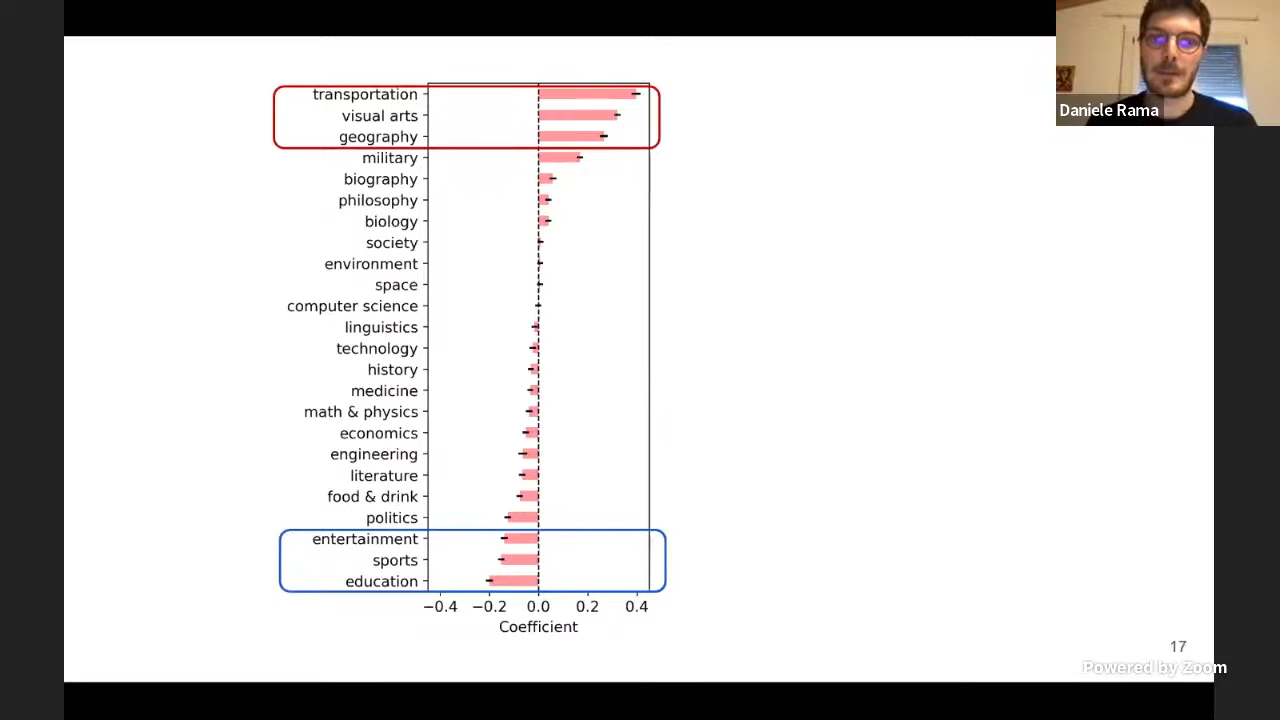 transportation
visual arts
geography
military
biography
philosophy
biology
society
environment
space
computer science
linguistics
technology
history
medicine
math & physics
economics
engineering
literature
food & drink
politics
entertainment
sports
education
−0.4 −0.2 0.0 0.2 0.4
Coefficient
Daniele Rama
17
Powered by Zoom